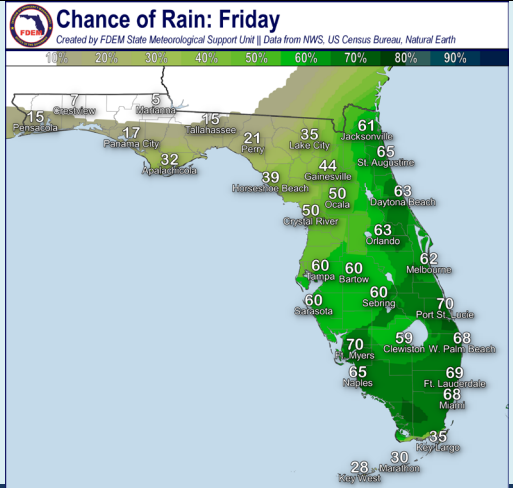 Chance of Rain: Friday
Created by FDEM State Meteorological Support Unit || Data from NWS, US Census Bureau, Natural Earth
FDEM
10% 20% 30% 40% 50% 60% 70% 80% 90%
7
Crestview
5
Marianna
15
Pensacola
17
Panama City
15
Tallahassee
32
Apalachicola
21
Perry
35
Lake City
61
Jacksonville
65
St. Augustine
39
Horseshoe Beach
44
Gainesville
50
Ocala
63
Daytona Beach
50
Crystal River
63
Orlando
62
Melbourne
60
Tampa
60
Bartow
60
Sebring
60
Sarasota
70
Port St. Lucie
70
Ft. Myers
59
Clewiston
68
W. Palm Beach
65
Naples
69
Ft. Lauderdale
68
Miami
35
Key Largo
30
Marathon
28
Key West